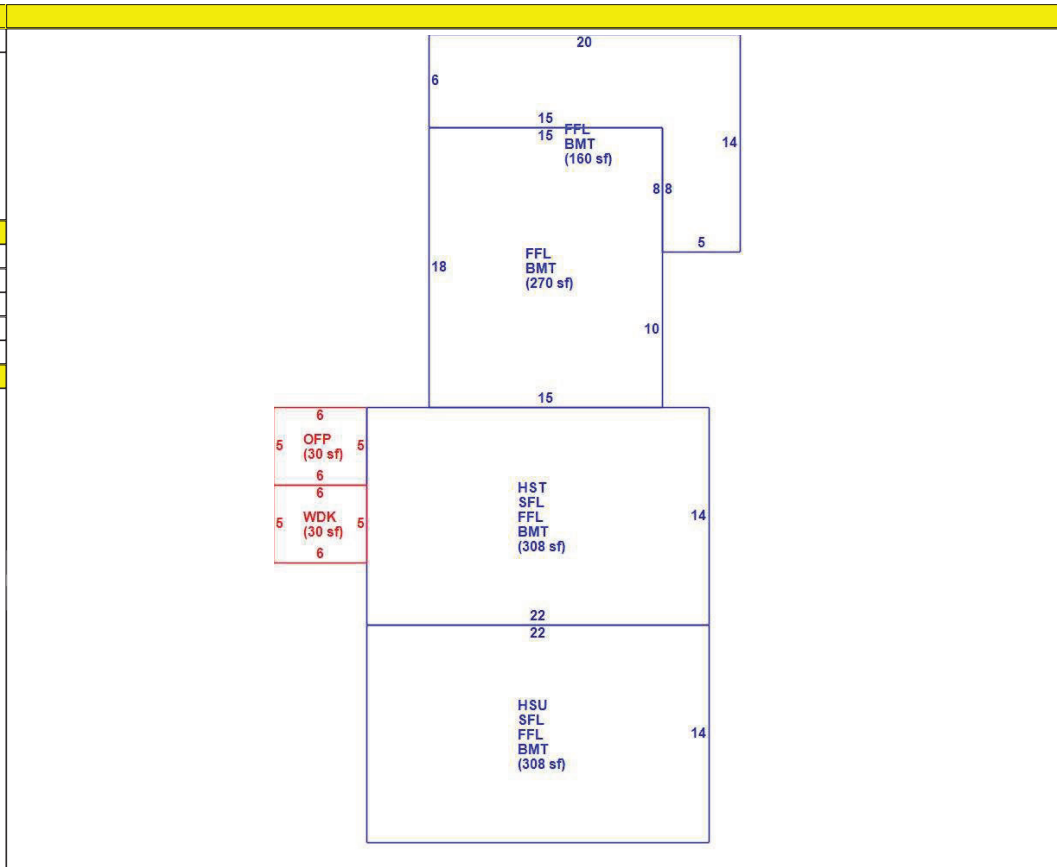 20
6
15
15
FFL
BMT
(160 sf)
14
8 8
5
18
FFL
BMT
(270 sf)
10
15
6
5
OFP
(30 sf)
5
6
6
5
WDK
(30 sf)
5
6
HST
SFL
FFL
BMT
(308 sf)
14
22
22
HSU
SFL
FFL
BMT
(308 sf)
14